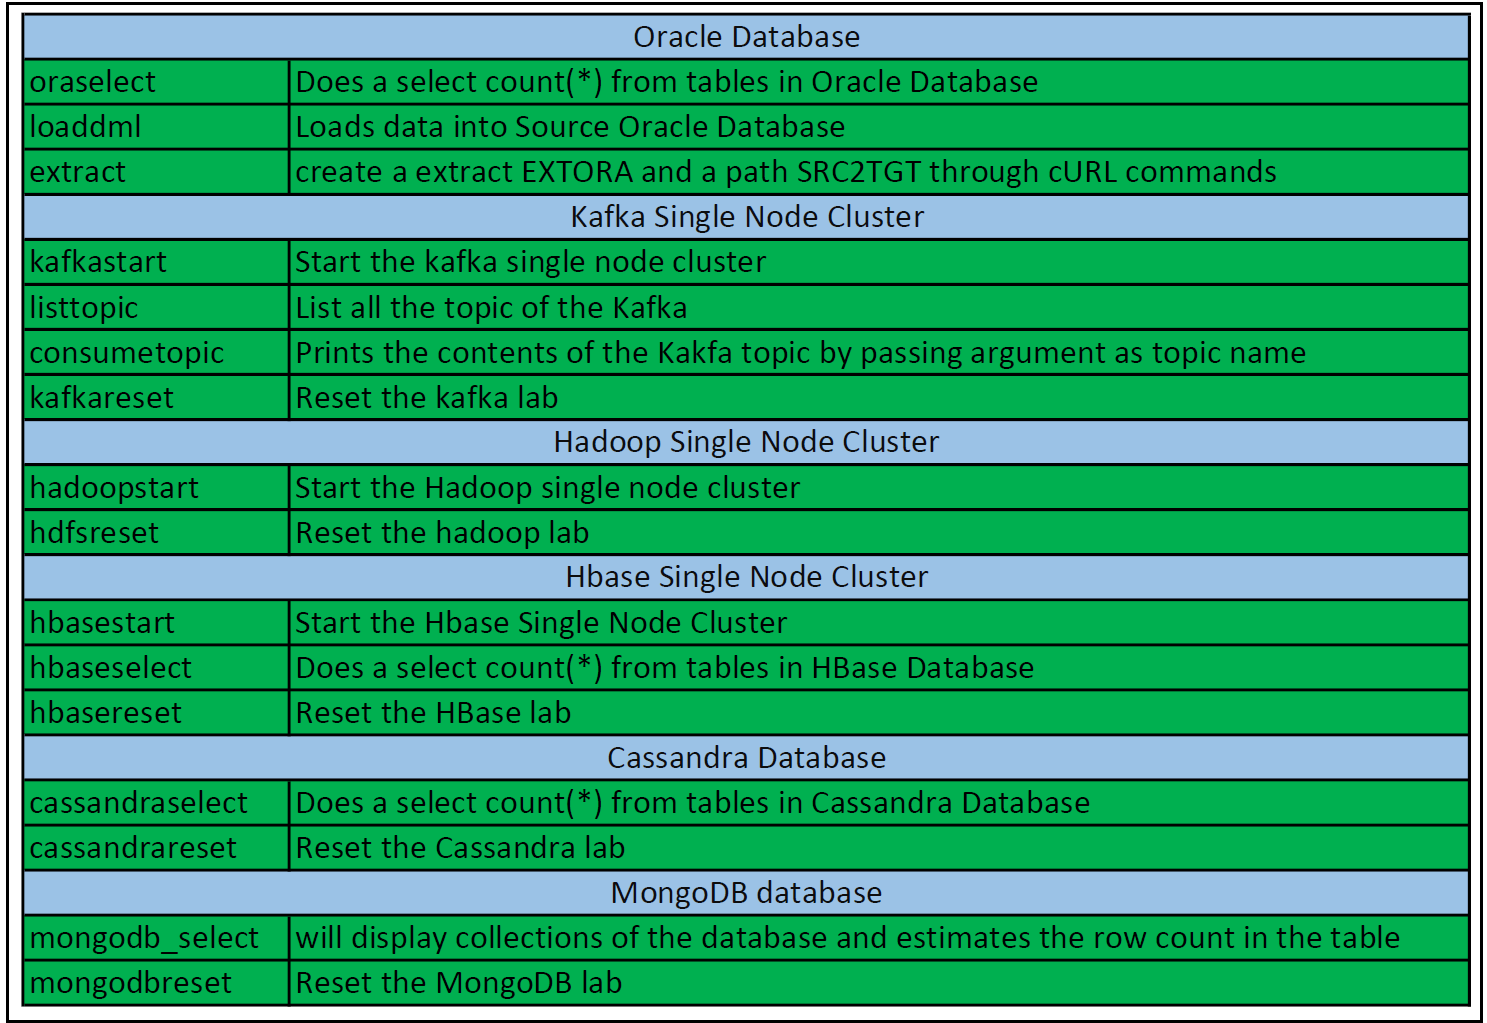 Oracle Database
oraselect Does a select count(*) from tables in Oracle Database
loaddml Loads data into Source Oracle Database
extract create a extract EXTORA and a path SRC2TGT through cURL commands
Kafka Single Node Cluster
kafkastart Start the kafka single node cluster
listtopic List all the topic of the Kafka
consumetopic Prints the contents of the Kakfa topic by passing argument as topic name
kafkareset Reset the kafka lab
Hadoop Single Node Cluster
hadoopstart Start the Hadoop single node cluster
hdfsreset Reset the hadoop lab
Hbase Single Node Cluster
hbasestart Start the Hbase Single Node Cluster
hbaseselect Does a select count(*) from tables in HBase Database
hbasereset Reset the HBase lab
Cassandra Database
cassandraselect Does a select count(*) from tables in Cassandra Database
cassandrareset Reset the Cassandra lab
MongoDB database
mongodb_select will display collections of the database and estimates the row count in the table
mongodbreset Reset the MongoDB lab